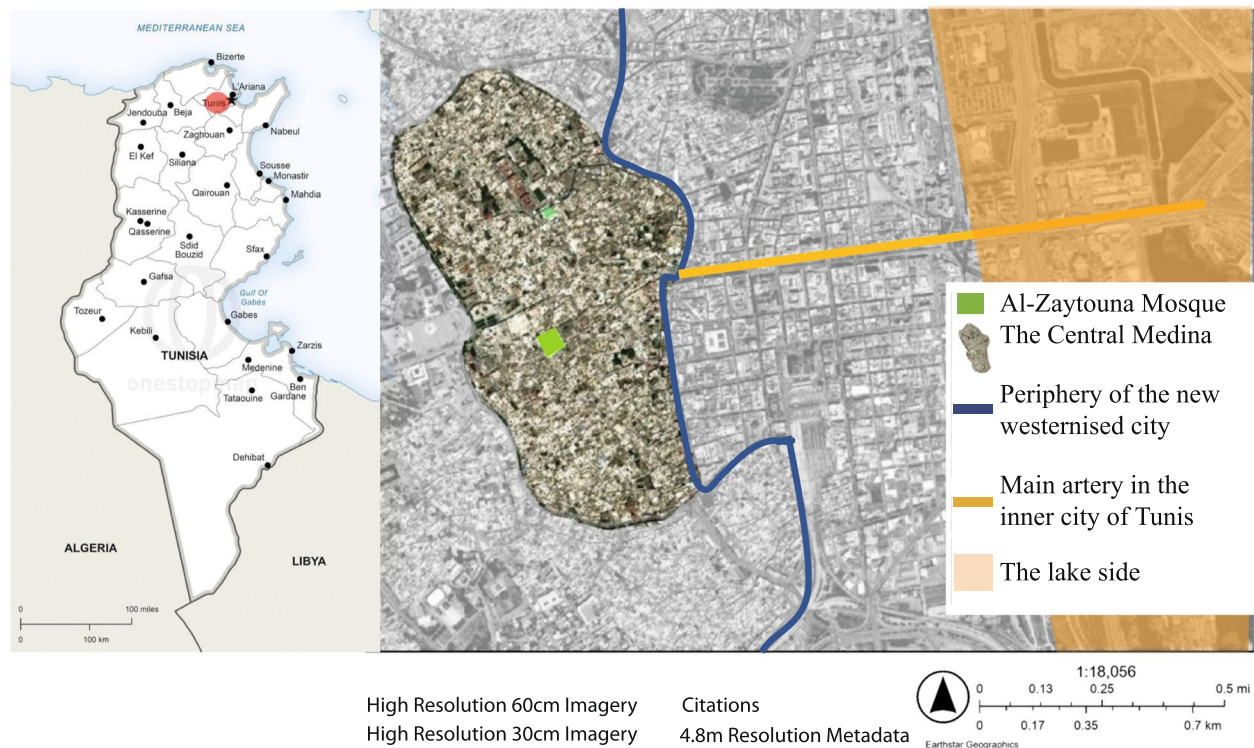 MEDITERRANEAN SEA
Bizerte
L'Ariana
Tunis
Jendouba
Beja
Nabeul
Zaghouan
El Kef
Siliana
Sousse
Monastir
Qairouan
Mahdia
Kasserine
Qasserine
Sdid
Bouzid
Sfax
Gafsa
Gulf Of
Gabès
Tozeur
Gabes
Kebili
TUNISIA
Zarzis
Medenine
onestopmap
Ben
Gardane
Tataouine
Dehibat
ALGERIA
LIBYA
0 100 miles
0 100 km
Al-Zaytouna Mosque
The Central Medina
Periphery of the new
westernised city
Main artery in the
inner city of Tunis
The lake side
High Resolution 60cm Imagery
High Resolution 30cm Imagery
Citations
4.8m Resolution Metadata
1:18,056
0 0.13 0.25 0.5 mi
0 0.17 0.35 0.7 km
Earthstar Geographics